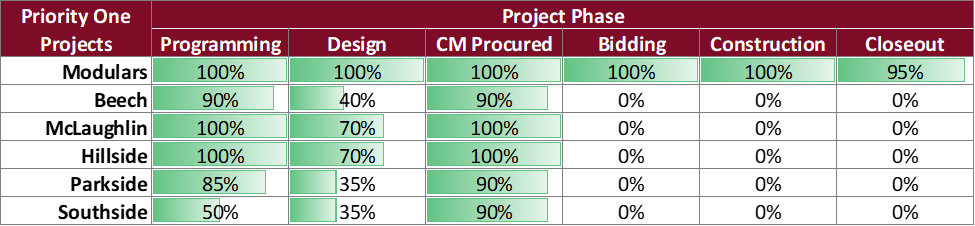 Priority One Projects Project Phase
Programming Design CM Procured Bidding Construction Closeout
Modulars 100% 100% 100% 100% 100% 95%
Beech 90% 40% 90% 0% 0% 0%
McLaughlin 100% 70% 100% 0% 0% 0%
Hillside 100% 70% 100% 0% 0% 0%
Parkside 85% 35% 90% 0% 0% 0%
Southside 50% 35% 90% 0% 0% 0%